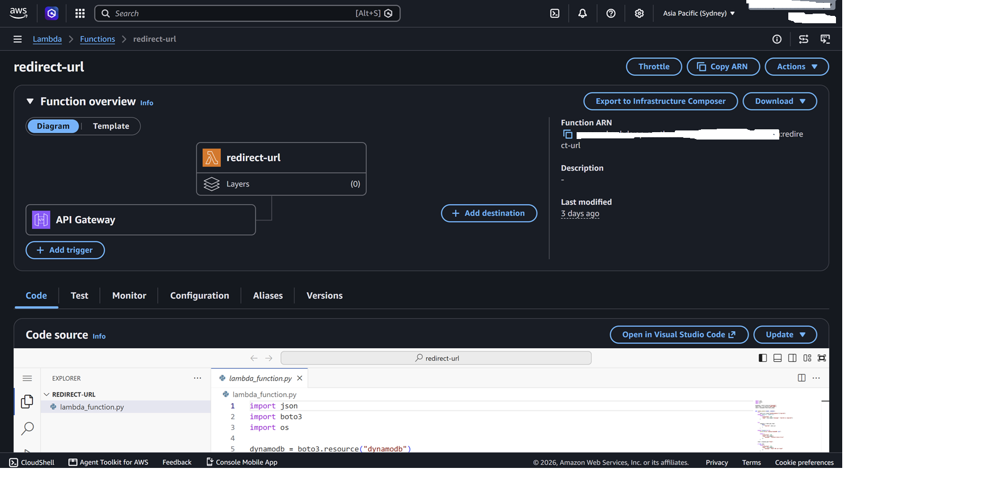 aws
Search [Alt+S]
Asia Pacific (Sydney)
Lambda Functions redirect-url
redirect-url
Throttle
Copy ARN
Actions
Function overview Info
Export to Infrastructure Composer
Download
Diagram
Template
redirect-url
Layers (0)
API Gateway
Add trigger
Add destination
Function ARN
:redire
ct-url
Description
-
Last modified
3 days ago
Code
Test
Monitor
Configuration
Aliases
Versions
Code source Info
Open in Visual Studio Code
Update
redirect-url
EXPLORER
REDIRECT-URL
lambda_function.py
lambda_function.py
lambda_function.py
1 import json
2 import boto3
3 import os
4
5 dynamodb = boto3.resource("dynamodb")
CloudShell
Agent Toolkit for AWS
Feedback
Console Mobile App
© 2026, Amazon Web Services, Inc. or its affiliates.
Privacy
Terms
Cookie preferences